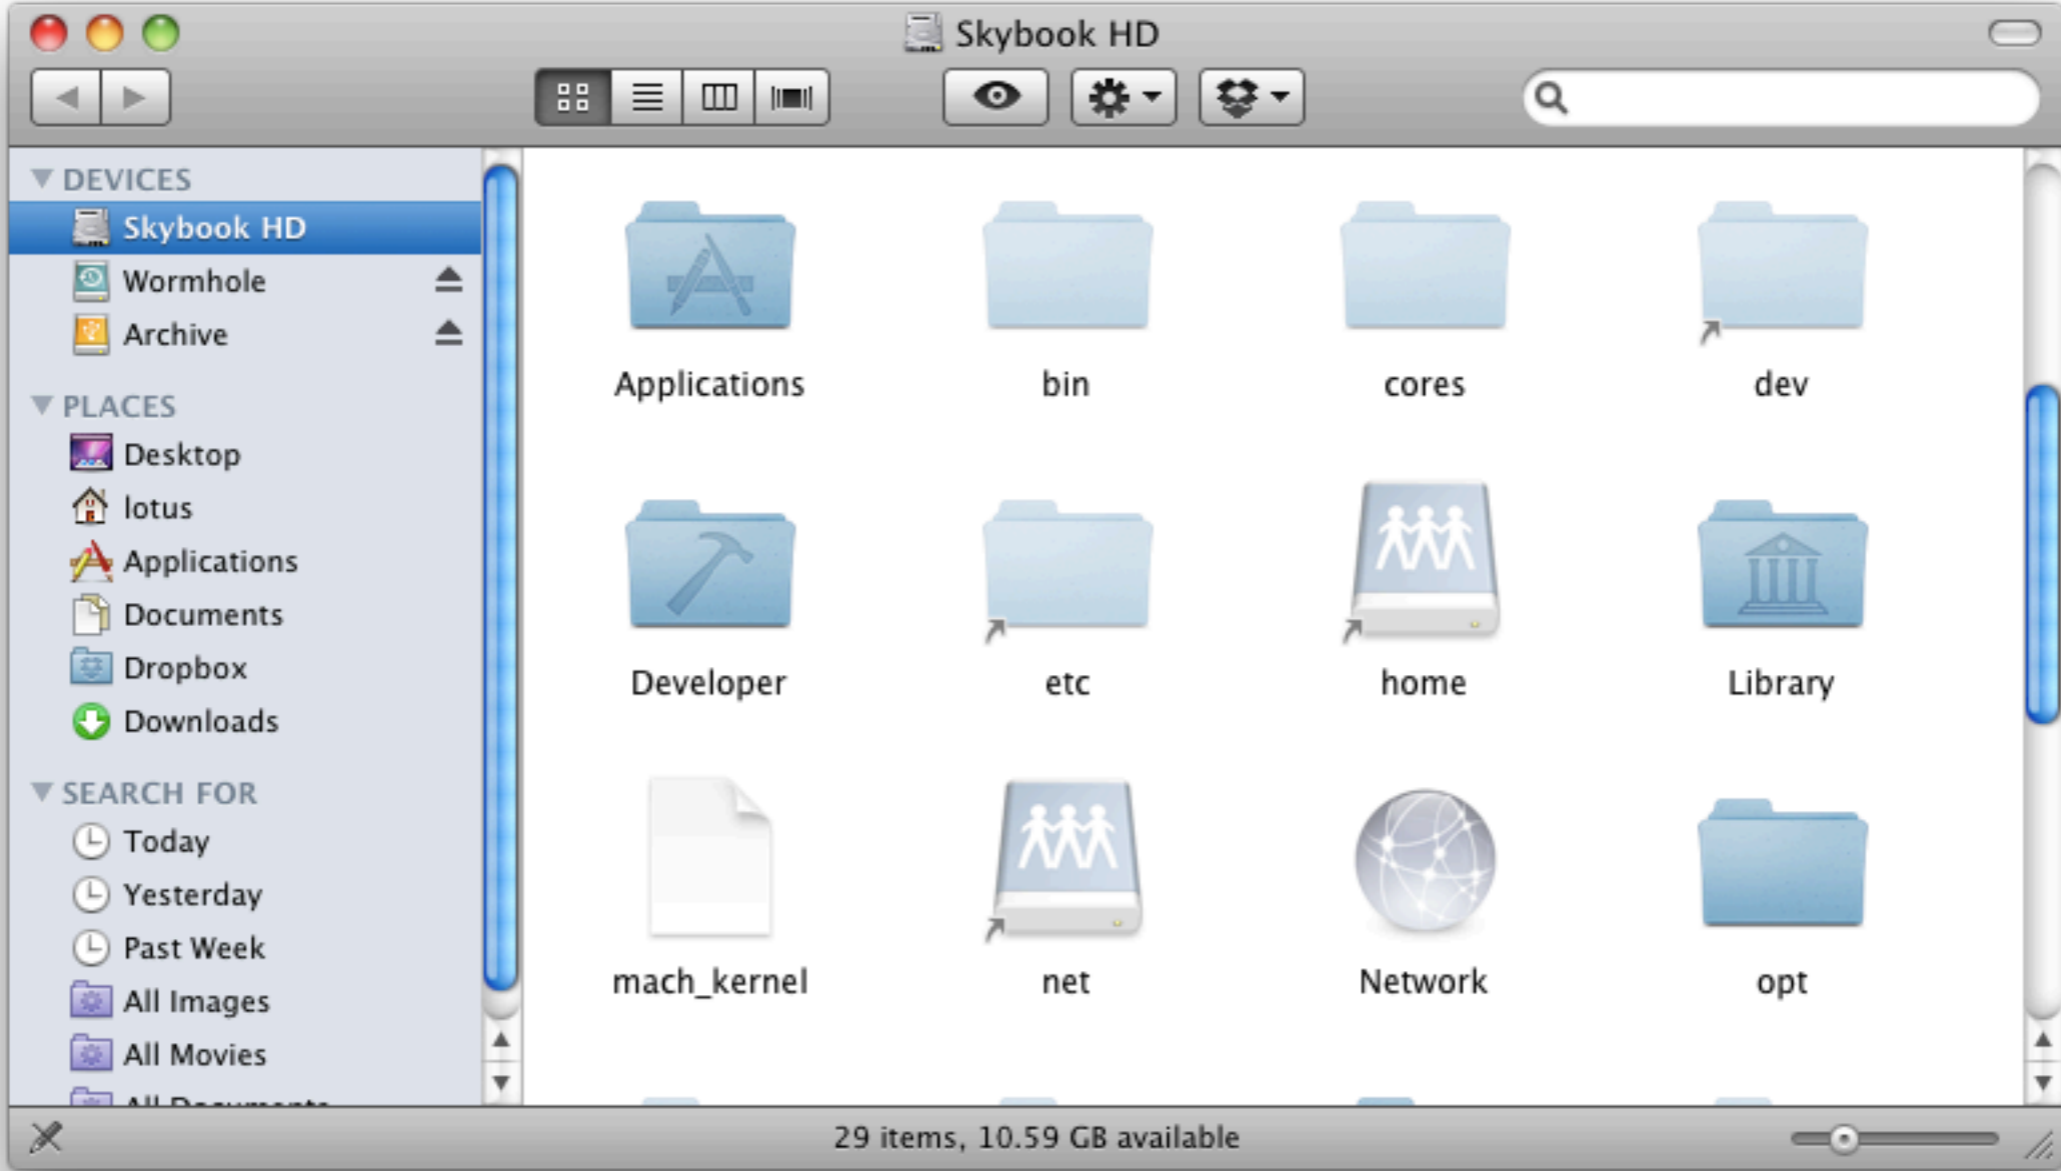 Skybook HD
DEVICES
Skybook HD
Wormhole
Archive
PLACES
Desktop
lotus
Applications
Documents
Dropbox
Downloads
SEARCH FOR
Today
Yesterday
Past Week
All Images
All Movies
All Documents
Applications bin cores dev
Developer etc home Library
mach_kernel net Network opt
29 items, 10.59 GB available